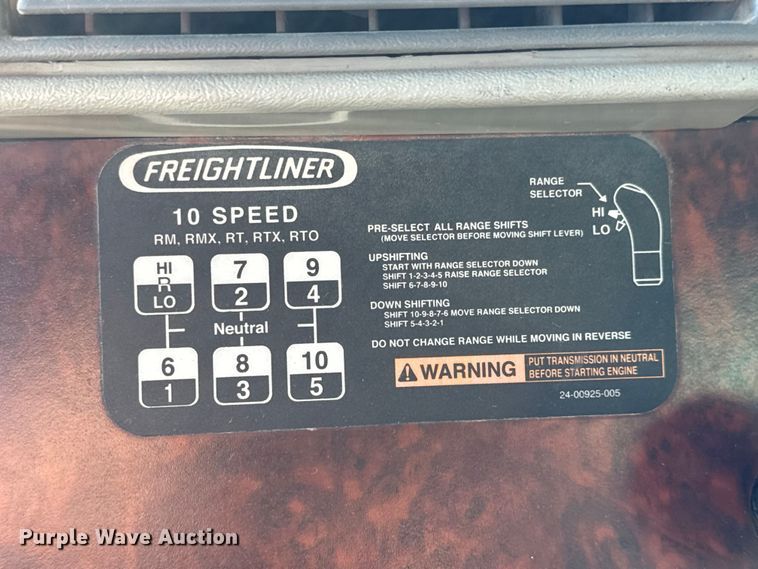 FREIGHTLINER
10 SPEED
RM, RMX, RT, RTX, RTO
HI
R
LO
7
2
9
4
Neutral
6
1
8
3
10
5
RANGE
SELECTOR
HI
LO
PRE-SELECT ALL RANGE SHIFTS
(MOVE SELECTOR BEFORE MOVING SHIFT LEVER)
UPSHIFTING
START WITH RANGE SELECTOR DOWN
SHIFT 1-2-3-4-5 RAISE RANGE SELECTOR
SHIFT 6-7-8-9-10
DOWN SHIFTING
SHIFT 10-9-8-7-6 MOVE RANGE SELECTOR DOWN
SHIFT 5-4-3-2-1
DO NOT CHANGE RANGE WHILE MOVING IN REVERSE
WARNING
PUT TRANSMISSION IN NEUTRAL
BEFORE STARTING ENGINE
24-00925-005
Purple Wave Auction